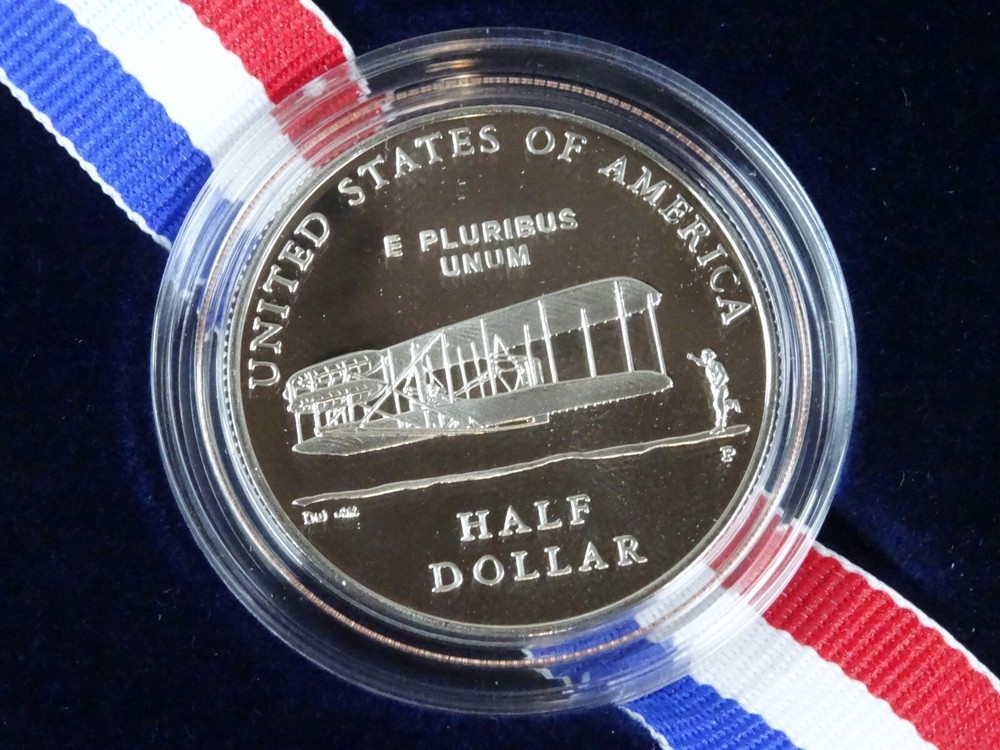 UNITED STATES OF AMERICA
E PLURIBUS
UNUM
P
HALF
DOLLAR